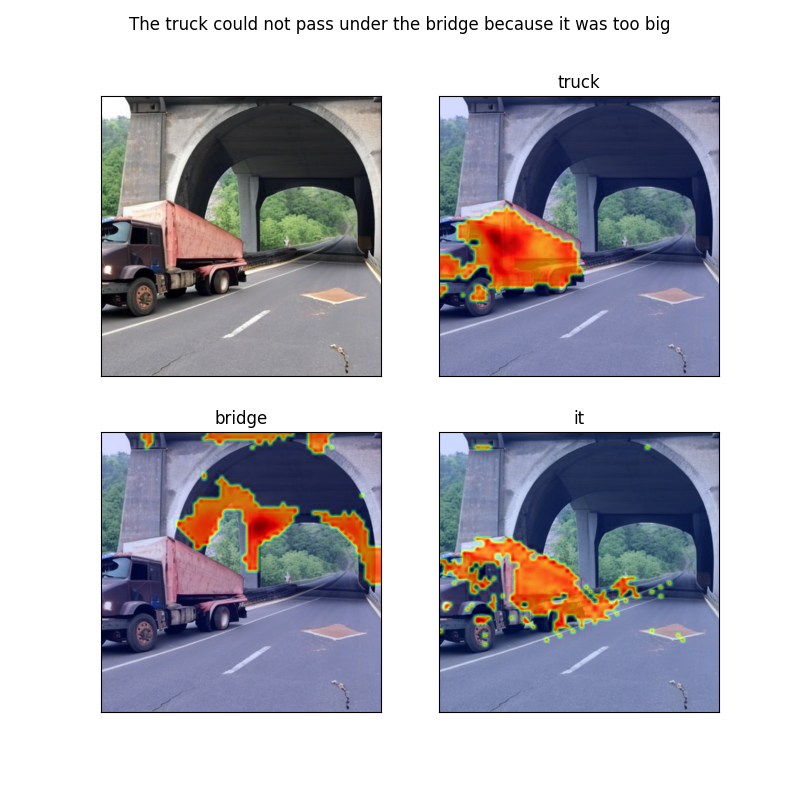 The truck could not pass under the bridge because it was too big
truck
bridge
it